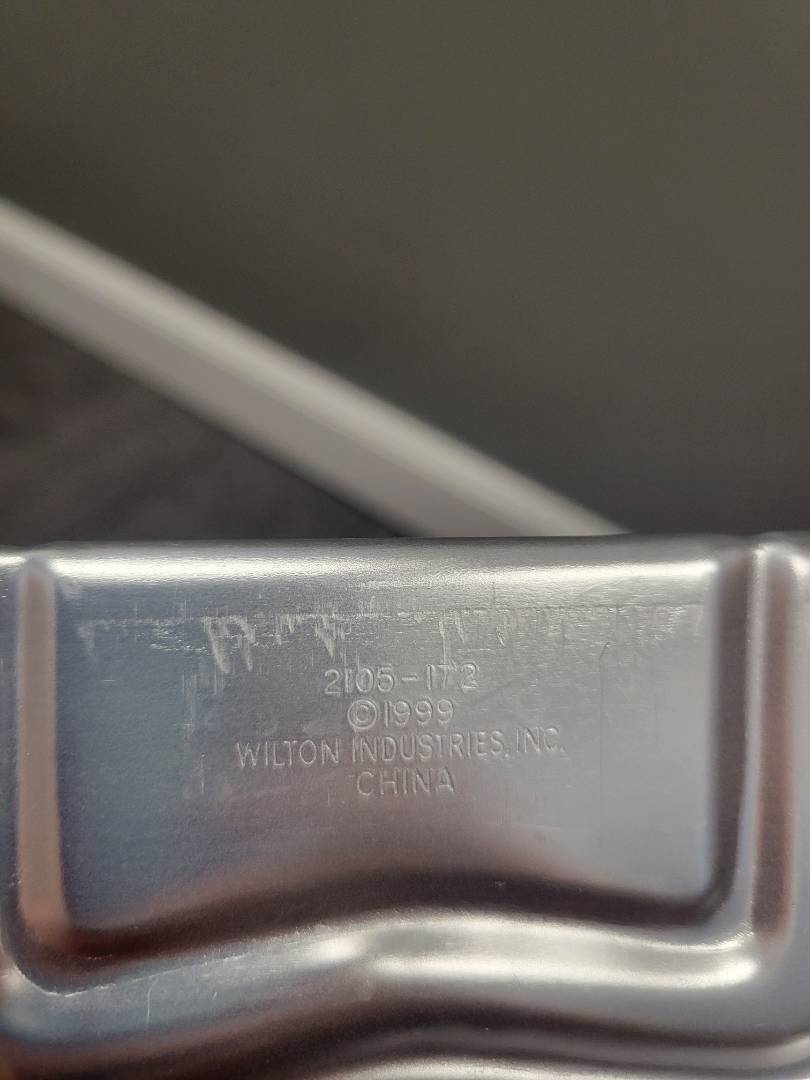 2105-172
©1999
WILTON INDUSTRIES, INC.
CHINA